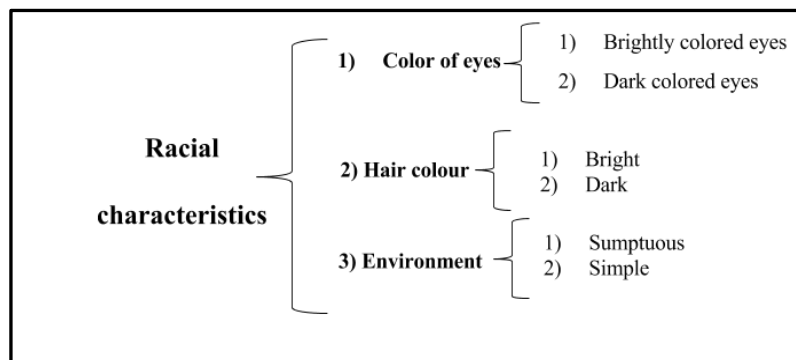 Racial
characteristics
1) Color of eyes
1) Brightly colored eyes
2) Dark colored eyes
2) Hair colour
1) Bright
2) Dark
3) Environment
1) Sumptuous
2) Simple